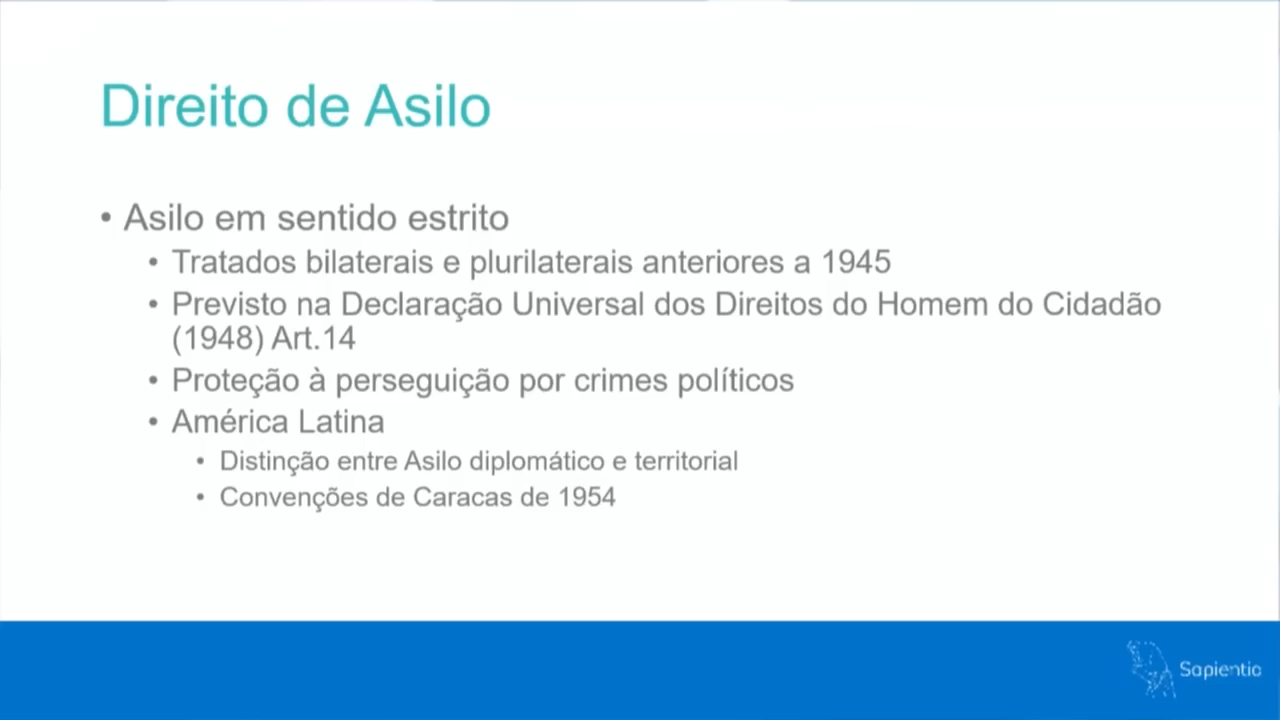 Direito de Asilo
• Asilo em sentido estrito
• Tratados bilaterais e plurilaterais anteriores a 1945
• Previsto na Declaração Universal dos Direitos do Homem do Cidadão
(1948) Art.14
• Proteção à perseguição por crimes políticos
• América Latina
• Distinção entre Asilo diplomático e territorial
• Convenções de Caracas de 1954
Sapientia